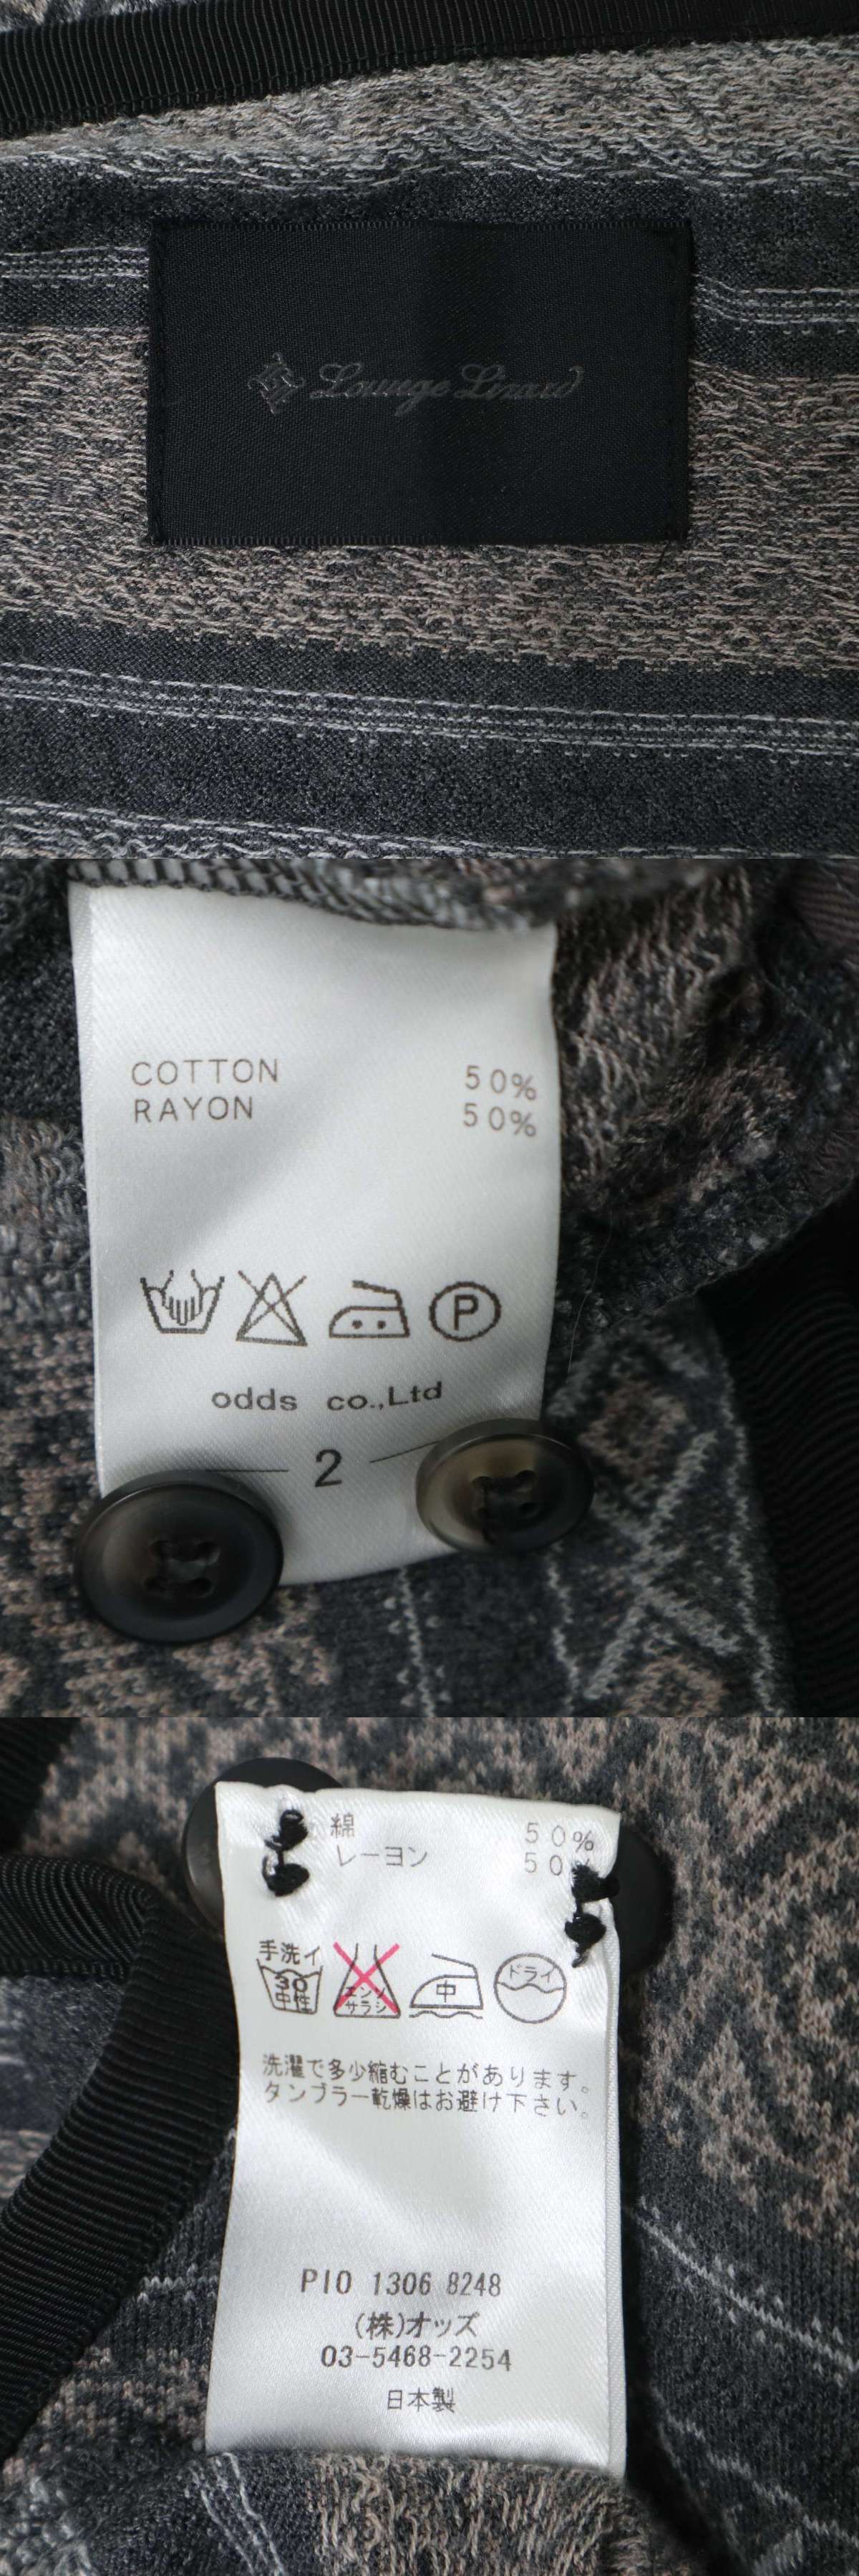 Lounge Lizard
COTTON 50%
RAYON 50%
P
odds co.,Ltd
2
綿 50%
レーヨン 50%
手洗イ
30
中性
エンソ
サラシ
中
ドライ
洗濯で多少縮むことがあります。
タンブラー乾燥はお避け下さい。
PIO 1306 8248
(株)オッズ
03-5468-2254
日本製